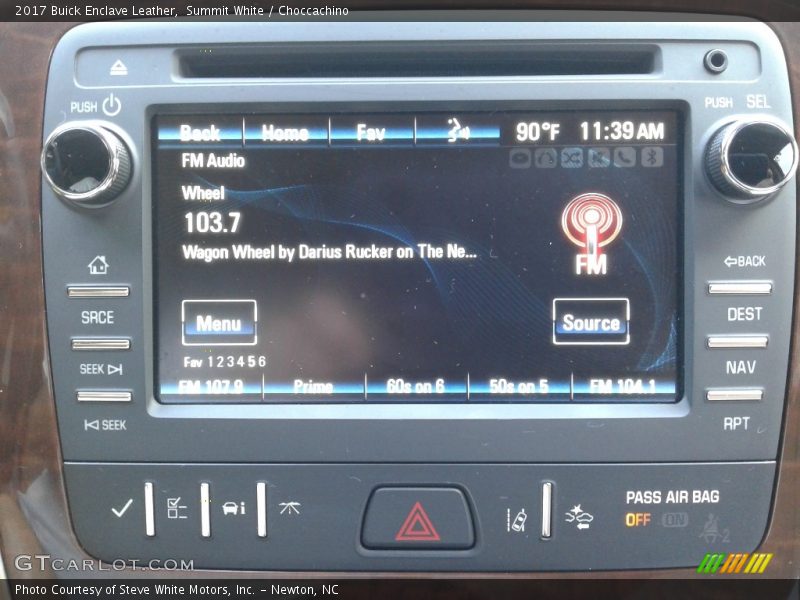 2017 Buick Enclave Leather,  Summit White / Choccachino
PUSH
PUSH SEL
Back Home Fav 90°F 11:39 AM
FM Audio
Wheel
103.7
Wagon Wheel by Darius Rucker on The Ne...
FM
BACK
SRCE
DEST
Menu
Source
SEEK
NAV
Fav 1 2 3 4 5 6
FM 107.9 Prime 60s on 6 50s on 5 FM 104.1
SEEK
RPT
PASS AIR BAG
OFF ON
2
GTCARLOT.COM
Photo Courtesy of Steve White Motors, Inc. – Newton, NC